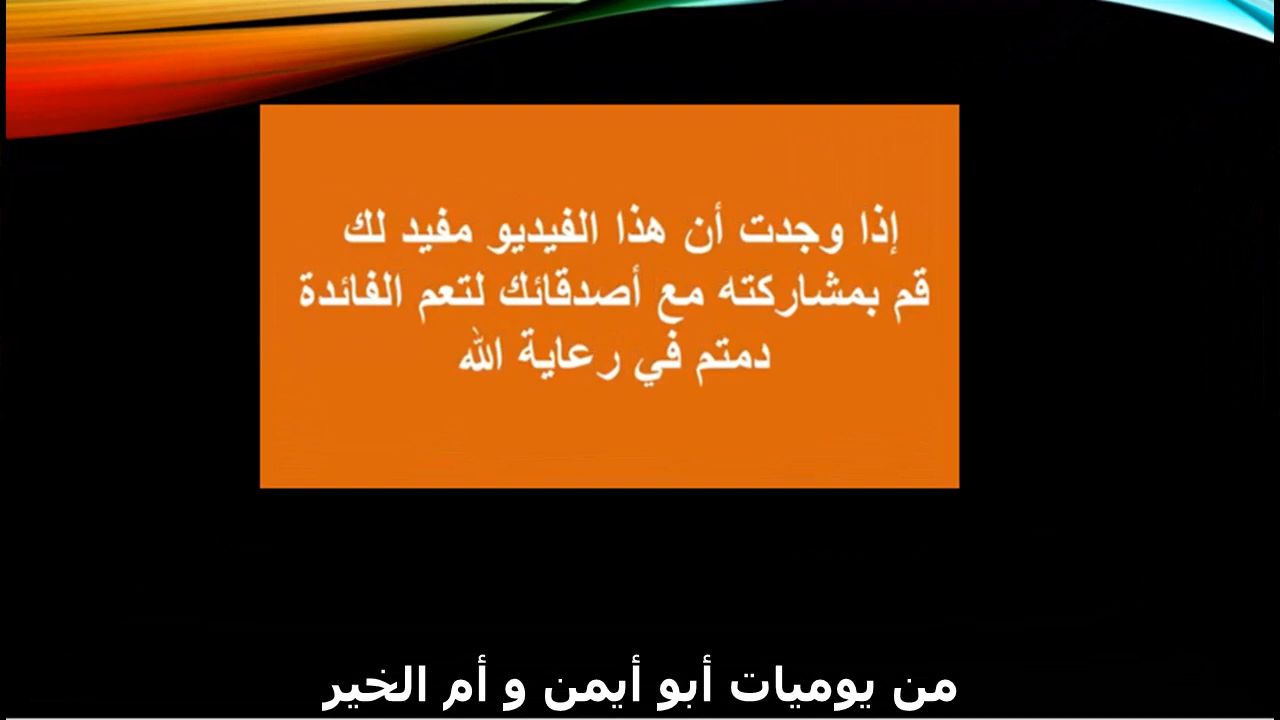 إذا وجدت أن هذا الفيديو مفيد لك
قم بمشاركته مع أصدقائك لتعم الفائدة
دمتم في رعاية الله
من يوميات أبو أيمن و أم الخير